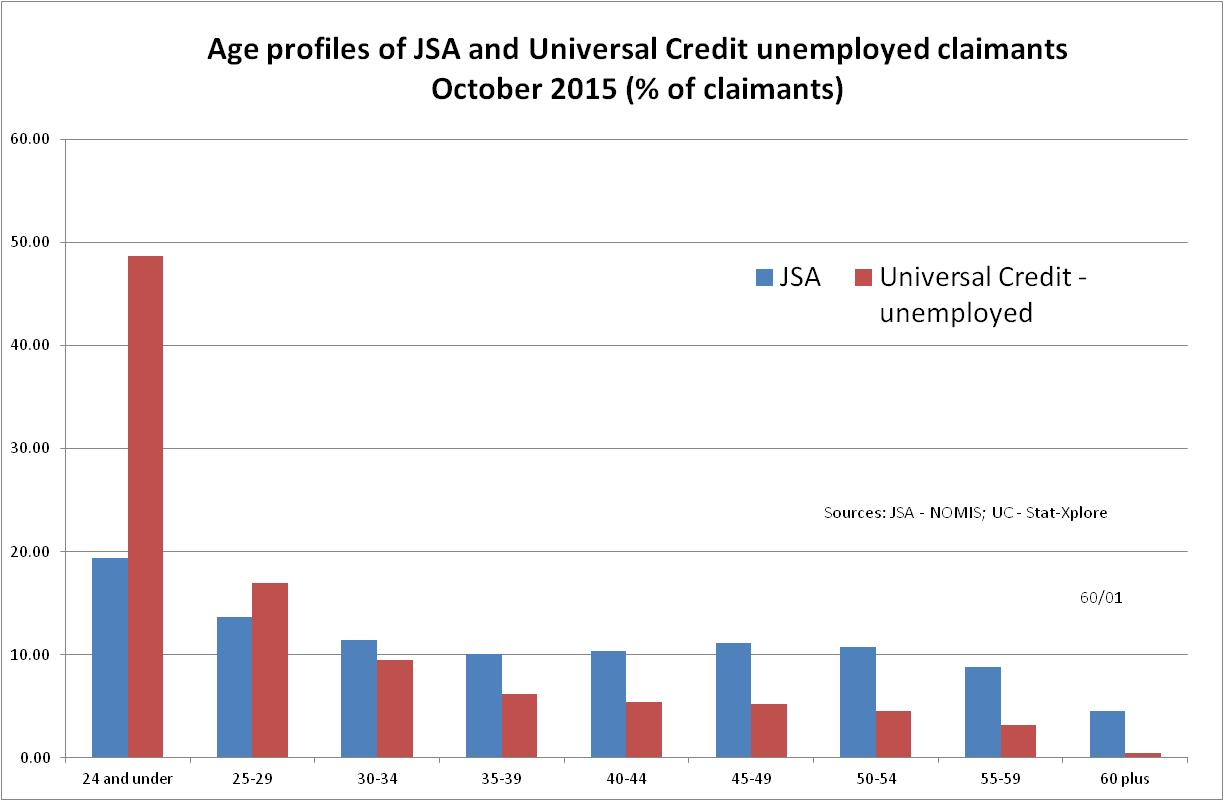 Age profiles of JSA and Universal Credit unemployed claimants
October 2015 (% of claimants)
60.00
50.00
40.00
30.00
20.00
10.00
0.00
JSA
Universal Credit -
unemployed
Sources: JSA - NOMIS; UC - Stat-Xplore
60/01
24 and under
25-29
30-34
35-39
40-44
45-49
50-54
55-59
60 plus